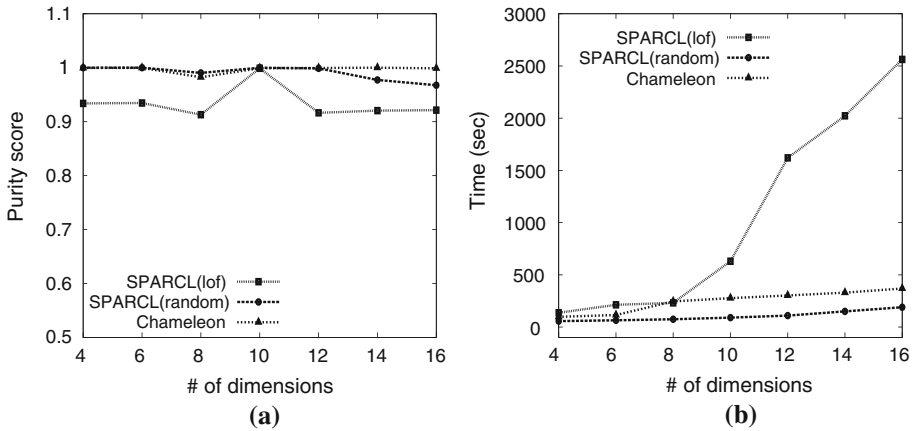 1.1
1
0.9
0.8
0.7
0.6
0.5
Purity score
SPARCL(lof)
SPARCL(random)
Chameleon
4 6 8 10 12 14 16
# of dimensions
(a)
3000
2500
2000
1500
1000
500
0
Time (sec)
SPARCL(lof)
SPARCL(random)
Chameleon
4 6 8 10 12 14 16
# of dimensions
(b)